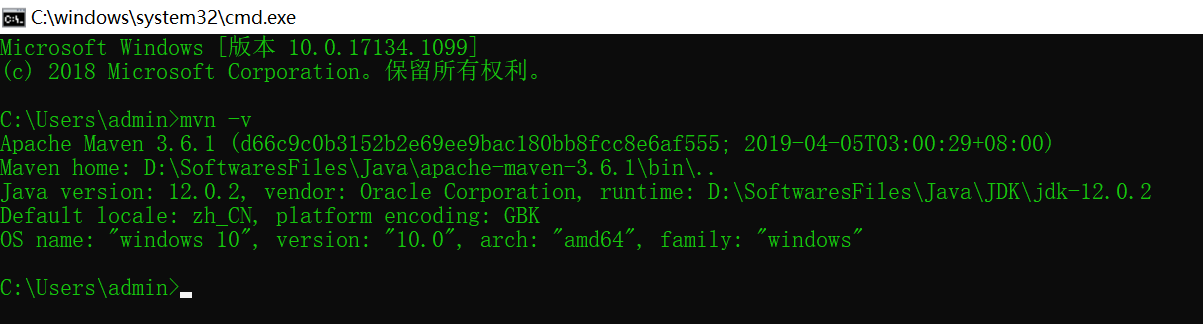 C:\windows\system32\cmd.exe
Microsoft Windows [版本 10.0.17134.1099]
(c) 2018 Microsoft Corporation。保留所有权利。
C:\Users\admin>mvn -v
Apache Maven 3.6.1 (d66c9c0b3152b2e69ee9bac180bb8fcc8e6af555; 2019-04-05T03:00:29+08:00)
Maven home: D:\SoftwaresFiles\Java\apache-maven-3.6.1\bin\..
Java version: 12.0.2, vendor: Oracle Corporation, runtime: D:\SoftwaresFiles\Java\JDK\jdk-12.0.2
Default locale: zh_CN, platform encoding: GBK
OS name: "windows 10", version: "10.0", arch: "amd64", family: "windows"
C:\Users\admin>